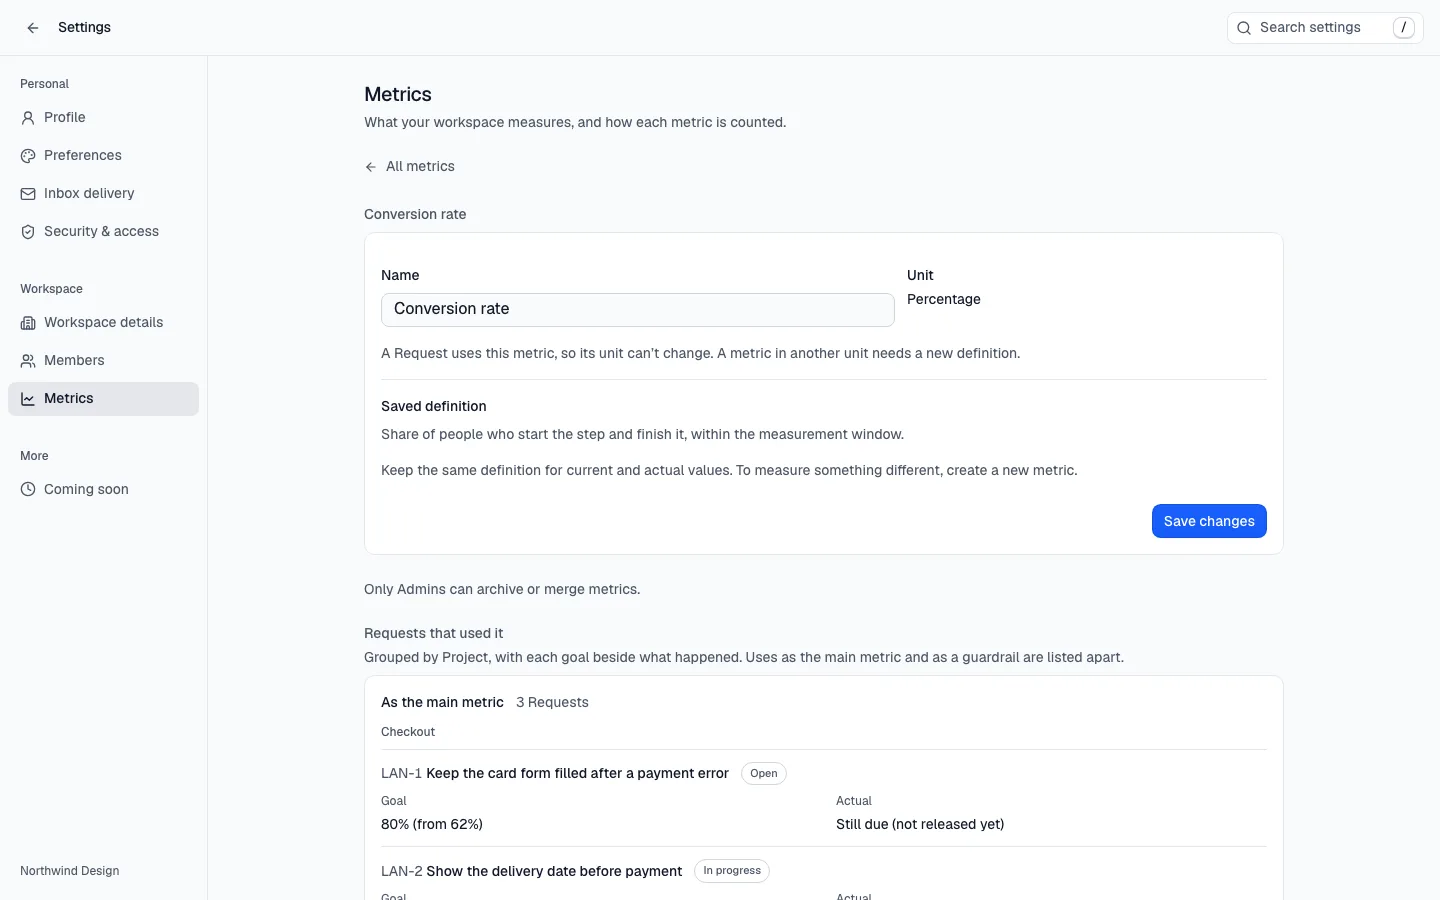 Settings
Search settings /
Personal
Profile
Preferences
Inbox delivery
Security & access
Workspace
Workspace details
Members
Metrics
More
Coming soon
Northwind Design
Metrics
What your workspace measures, and how each metric is counted.
All metrics
Conversion rate
Name
Conversion rate
Unit
Percentage
A Request uses this metric, so its unit can't change. A metric in another unit needs a new definition.
Saved definition
Share of people who start the step and finish it, within the measurement window.
Keep the same definition for current and actual values. To measure something different, create a new metric.
Save changes
Only Admins can archive or merge metrics.
Requests that used it
Grouped by Project, with each goal beside what happened. Uses as the main metric and as a guardrail are listed apart.
As the main metric 3 Requests
Checkout
LAN-1 Keep the card form filled after a payment error Open
Goal
80% (from 62%)
Actual
Still due (not released yet)
LAN-2 Show the delivery date before payment In progress
Goal
Actual